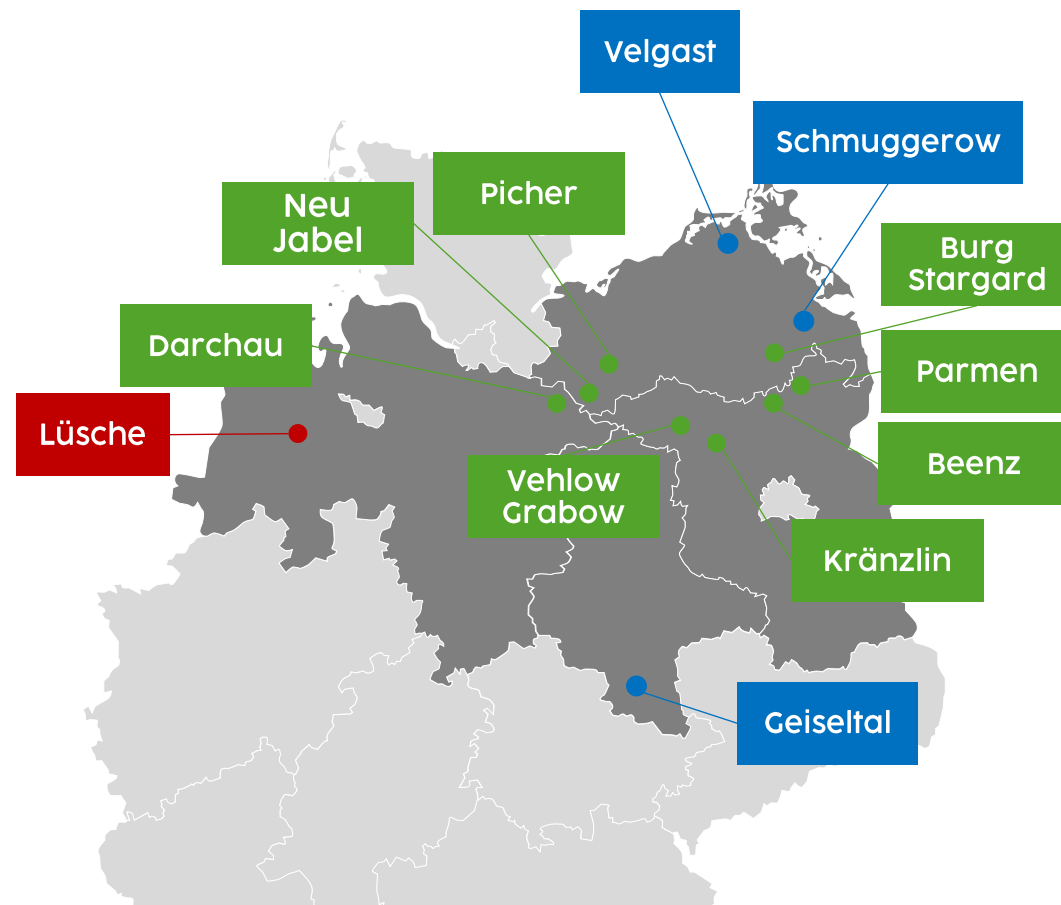 Velgast
Schmuggerow
Picher
Neu
Jabel
Burg
Stargard
Darchau
Parmen
Lüsche
Beenz
Vehlow
Grabow
Kränzlin
Geiseltal